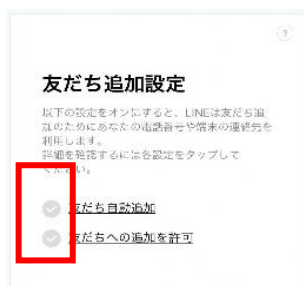 ?
友だち追加設定
以下の設定をオンにすると、LINEは友だち追
加のためにあなたの電話番号や端末の連絡先を
利用します。
詳細を確認するには各設定をタップして
ください。
友だち自動追加
友だちへの追加を許可